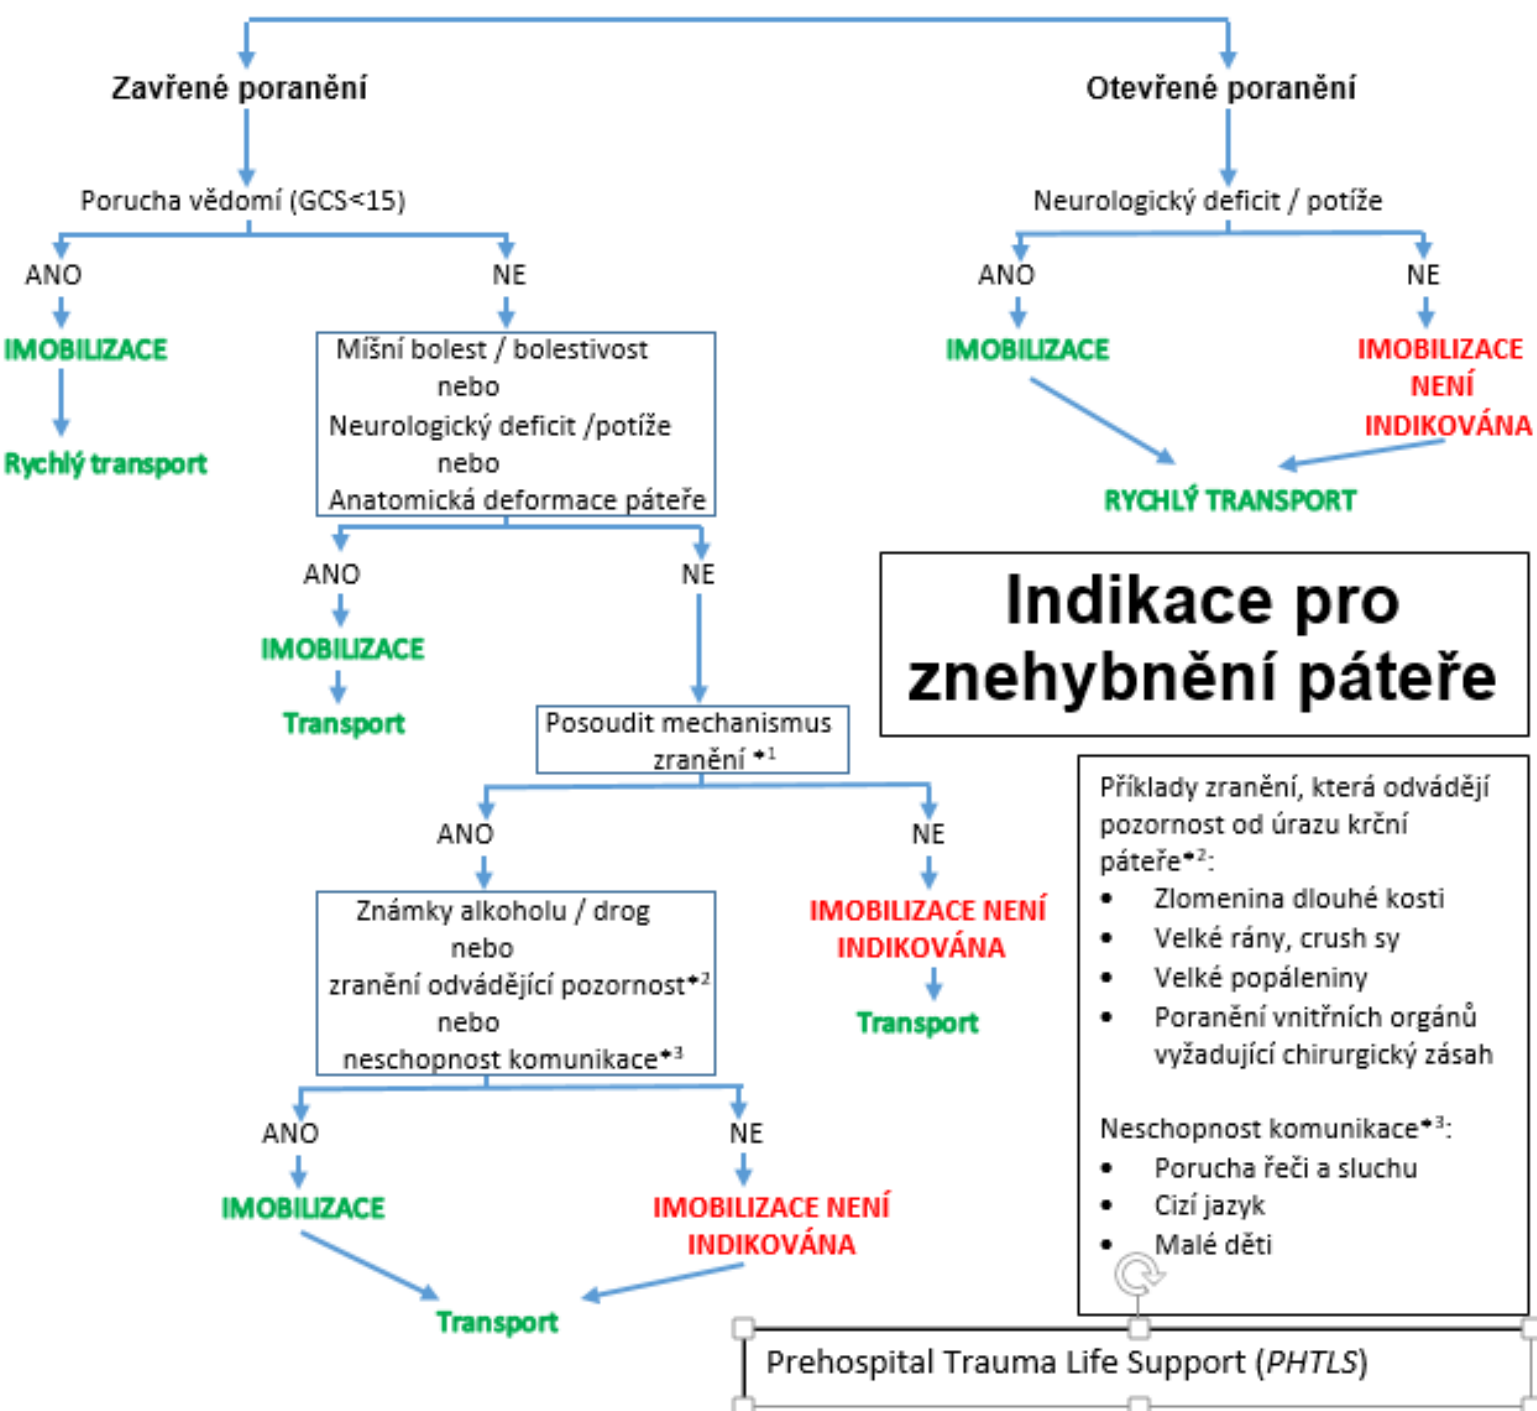 Zavřené poranění
Porucha vědomí (GCS<15)
ANO
NE
IMOBILIZACE
Rychlý transport
Míšní bolest / bolestivost
nebo
Neurologický deficit /potíže
nebo
Anatomická deformace páteře
ANO
NE
IMOBILIZACE
Transport
Posoudit mechanismus
zranění *1
ANO
NE
Známky alkoholu / drog
nebo
zranění odvádějící pozornost*2
nebo
neschopnost komunikace*3
IMOBILIZACE NENÍ
INDIKOVÁNA
Transport
ANO
NE
IMOBILIZACE
IMOBILIZACE NENÍ
INDIKOVÁNA
Transport
Otevřené poranění
Neurologický deficit / potíže
ANO
NE
IMOBILIZACE
IMOBILIZACE
NENÍ
INDIKOVÁNA
RYCHLÝ TRANSPORT
Indikace pro
znehybnění páteře
Příklady zranění, která odvádějí
pozornost od úrazu krční
páteře*2:
• Zlomenina dlouhé kosti
• Velké rány, crush sy
• Velké popáleniny
• Poranění vnitřních orgánů
vyžadující chirurgický zásah
Neschopnost komunikace*3:
• Porucha řeči a sluchu
• Cizí jazyk
• Malé děti
Prehospital Trauma Life Support (PHTLS)